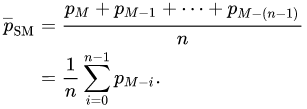 p̅_SM = (p_M + p_{M−1} + ⋯ + p_{M−(n−1)}) / n
= (1/n) ∑_{i=0}^{n−1} p_{M−i}.